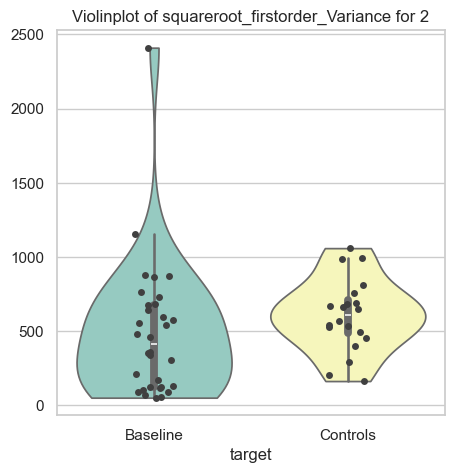 Violinplot of squareroot_firstorder_Variance for 2
2500
2000
1500
1000
500
0
Baseline
Controls
target